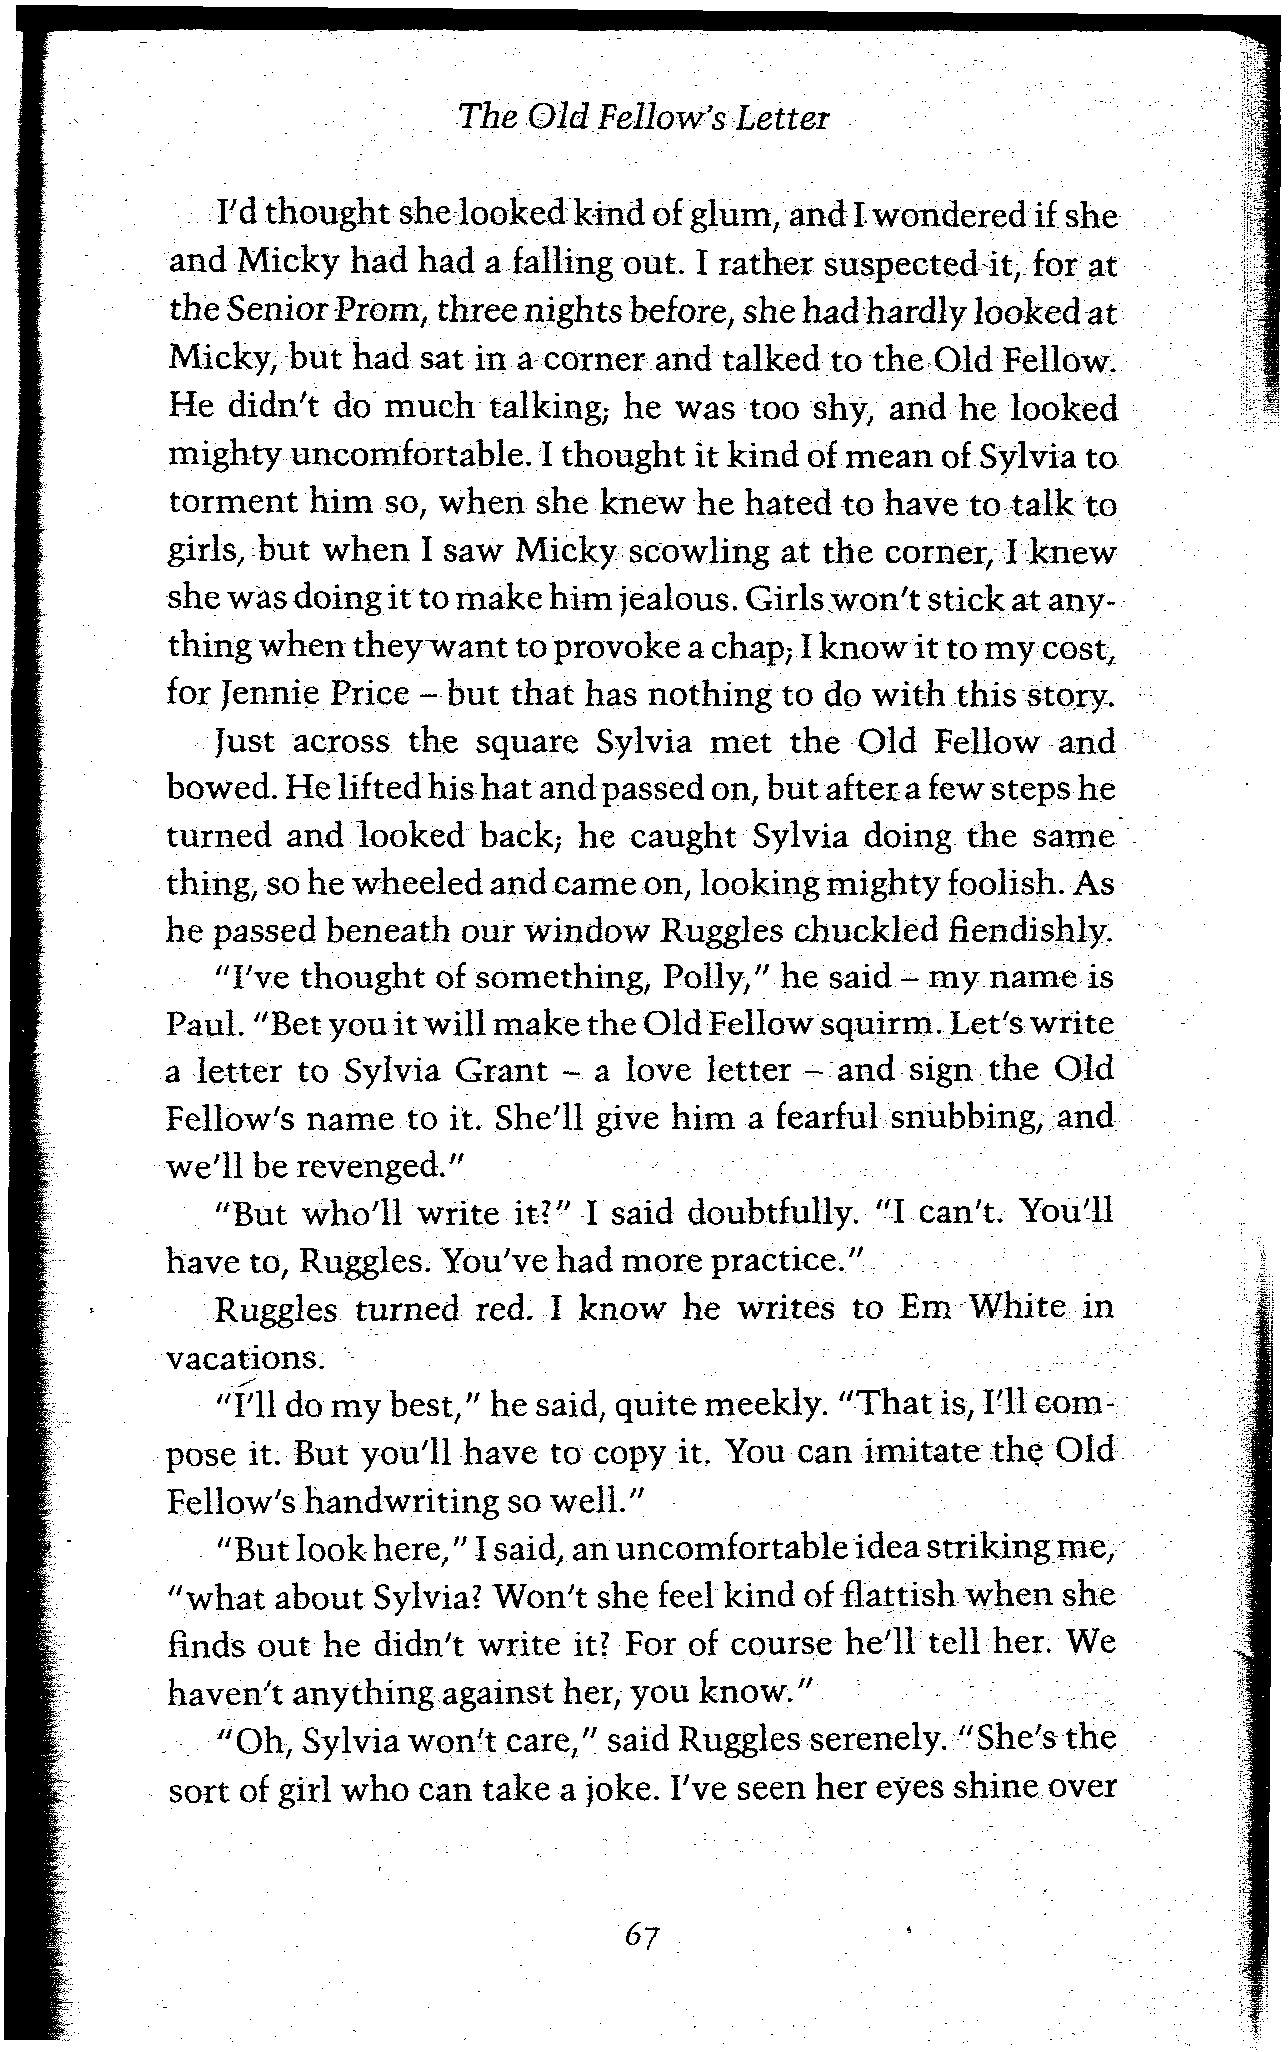 The Old Fellow's Letter
I'd thought she looked kind of glum, and I wondered if she
and Micky had had a falling out. I rather suspected it, for at
the Senior Prom, three nights before, she had hardly looked at
Micky, but had sat in a corner and talked to the Old Fellow.
He didn't do much talking; he was too shy, and he looked
mighty uncomfortable. I thought it kind of mean of Sylvia to
torment him so, when she knew he hated to have to talk to
girls, but when I saw Micky scowling at the corner, I knew
she was doing it to make him jealous. Girls won't stick at any-
thing when they want to provoke a chap; I know it to my cost,
for Jennie Price – but that has nothing to do with this story.
Just across the square Sylvia met the Old Fellow and
bowed. He lifted his hat and passed on, but after a few steps he
turned and looked back; he caught Sylvia doing the same
thing, so he wheeled and came on, looking mighty foolish. As
he passed beneath our window Ruggles chuckled fiendishly.
"I've thought of something, Polly," he said – my name is
Paul. "Bet you it will make the Old Fellow squirm. Let's write
a letter to Sylvia Grant – a love letter – and sign the Old
Fellow's name to it. She'll give him a fearful snubbing, and
we'll be revenged."
"But who'll write it?" I said doubtfully. "I can't. You'll
have to, Ruggles. You've had more practice."
Ruggles turned red. I know he writes to Em White in
vacations.
"I'll do my best," he said, quite meekly. "That is, I'll com-
pose it. But you'll have to copy it. You can imitate the Old
Fellow's handwriting so well."
"But look here," I said, an uncomfortable idea striking me,
"what about Sylvia? Won't she feel kind of flattish when she
finds out he didn't write it? For of course he'll tell her. We
haven't anything against her, you know."
"Oh, Sylvia won't care," said Ruggles serenely. "She's the
sort of girl who can take a joke. I've seen her eyes shine over
67